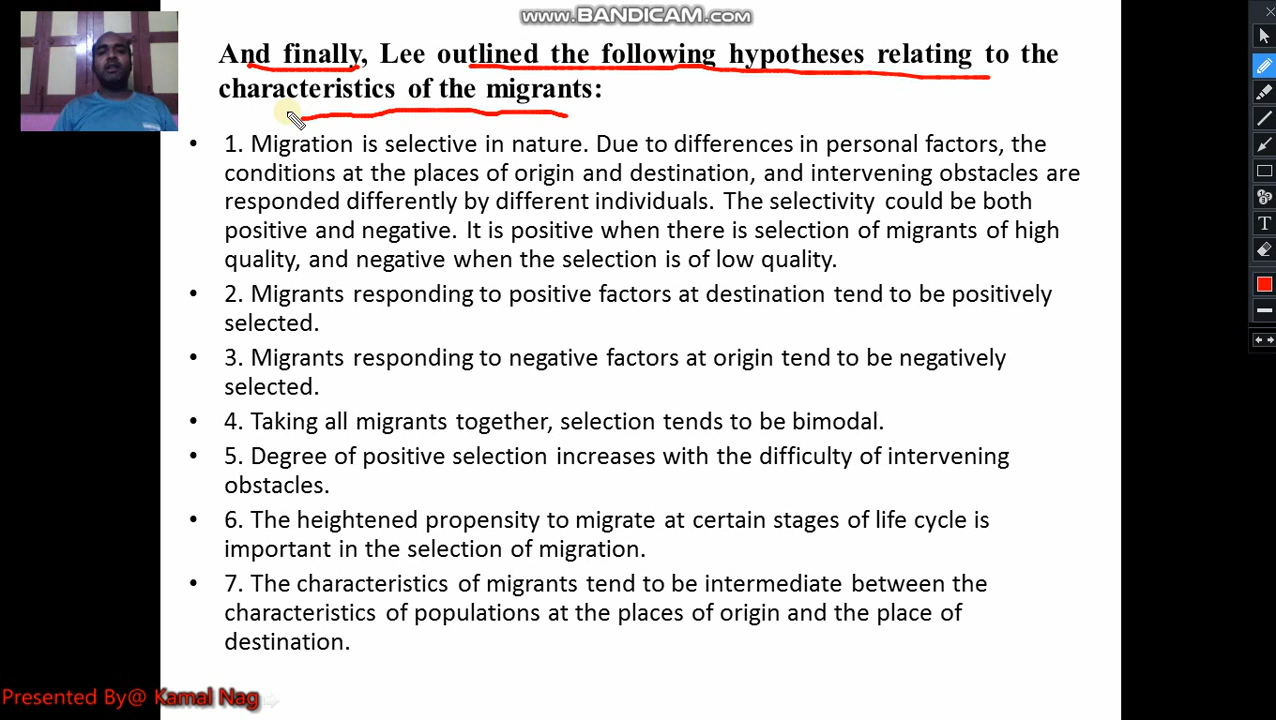 www.BANDICAM.com
And finally, Lee outlined the following hypotheses relating to the
characteristics of the migrants:
• 1. Migration is selective in nature. Due to differences in personal factors, the
conditions at the places of origin and destination, and intervening obstacles are
responded differently by different individuals. The selectivity could be both
positive and negative. It is positive when there is selection of migrants of high
quality, and negative when the selection is of low quality.
• 2. Migrants responding to positive factors at destination tend to be positively
selected.
• 3. Migrants responding to negative factors at origin tend to be negatively
selected.
• 4. Taking all migrants together, selection tends to be bimodal.
• 5. Degree of positive selection increases with the difficulty of intervening
obstacles.
• 6. The heightened propensity to migrate at certain stages of life cycle is
important in the selection of migration.
• 7. The characteristics of migrants tend to be intermediate between the
characteristics of populations at the places of origin and the place of
destination.
Presented By@ Kamal Nag